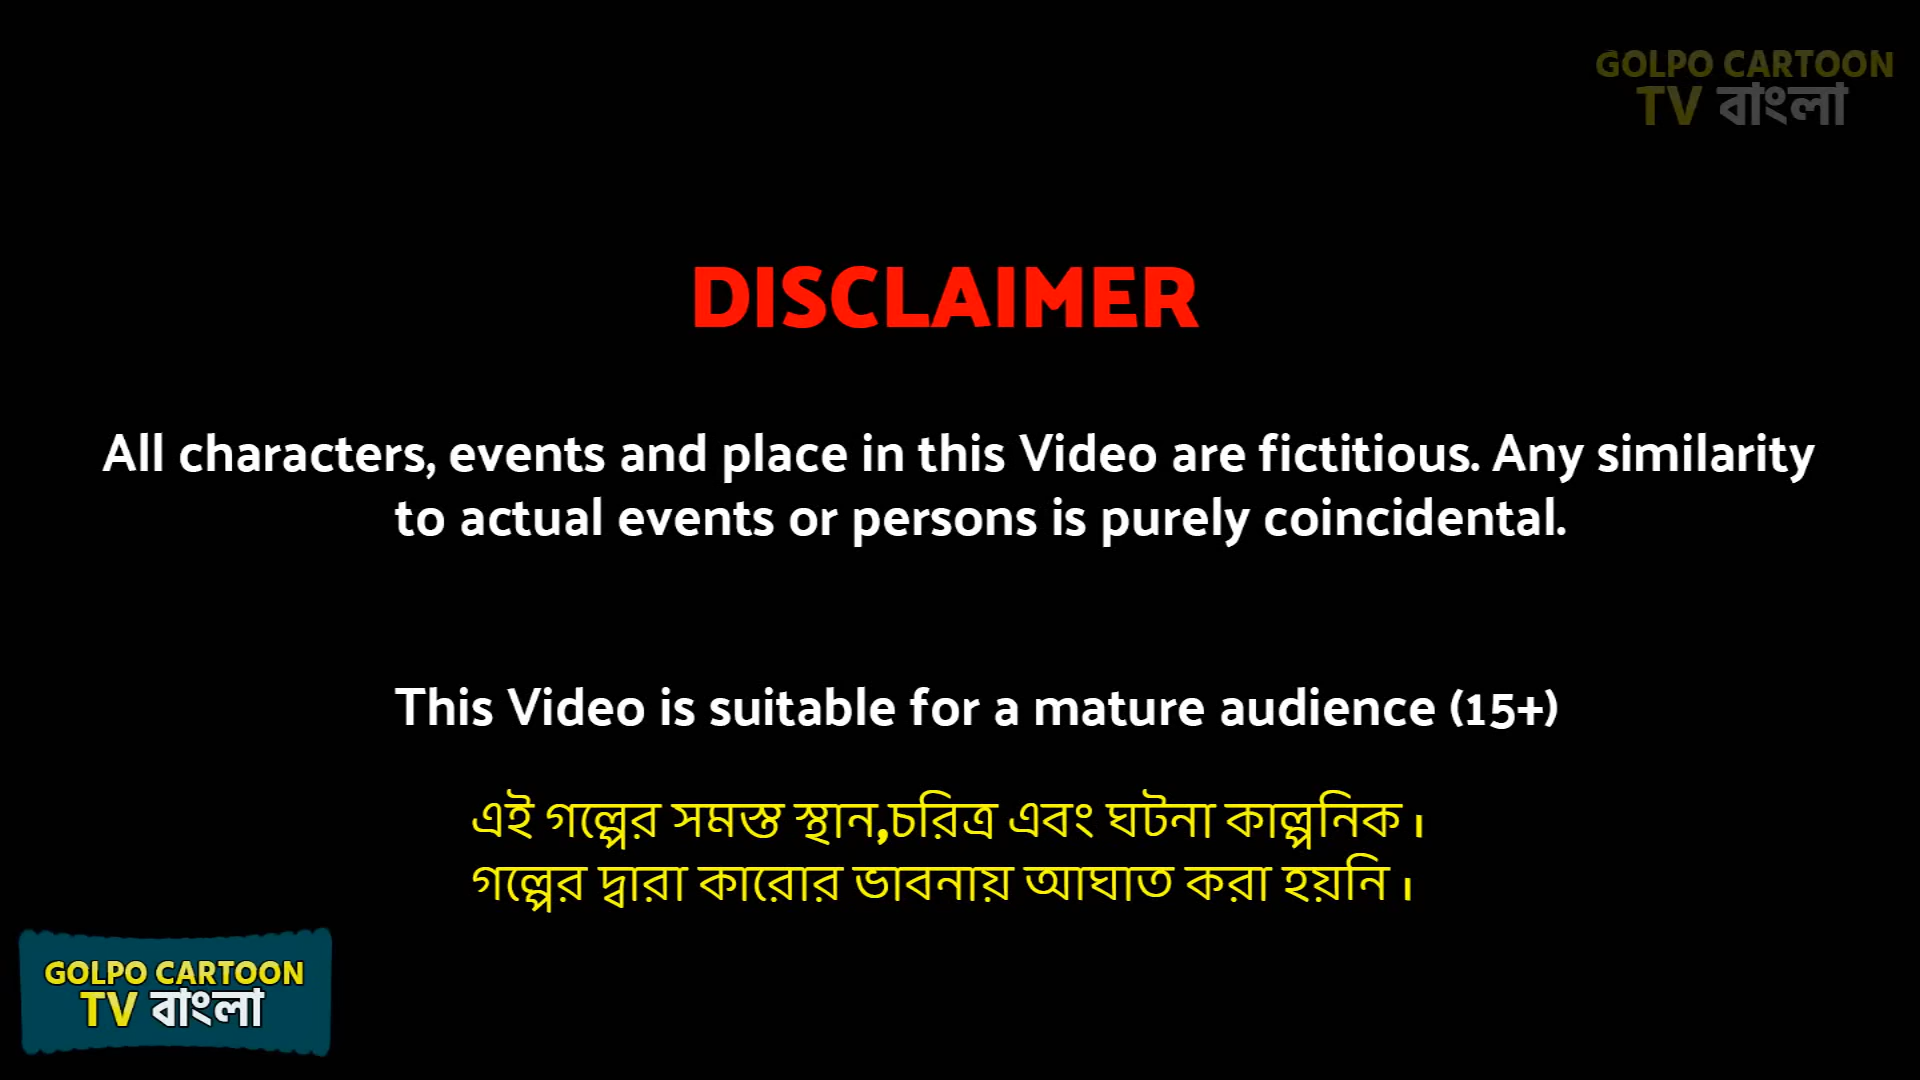 GOLPO CARTOON
TV বাংলা
DISCLAIMER
All characters, events and place in this Video are fictitious. Any similarity
to actual events or persons is purely coincidental.
This Video is suitable for a mature audience (15+)
এই গল্পের সমস্ত স্থান,চরিত্র এবং ঘটনা কাল্পনিক ।
গল্পের দ্বারা কারোর ভাবনায় আঘাত করা হয়নি ।
GOLPO CARTOON
TV বাংলা